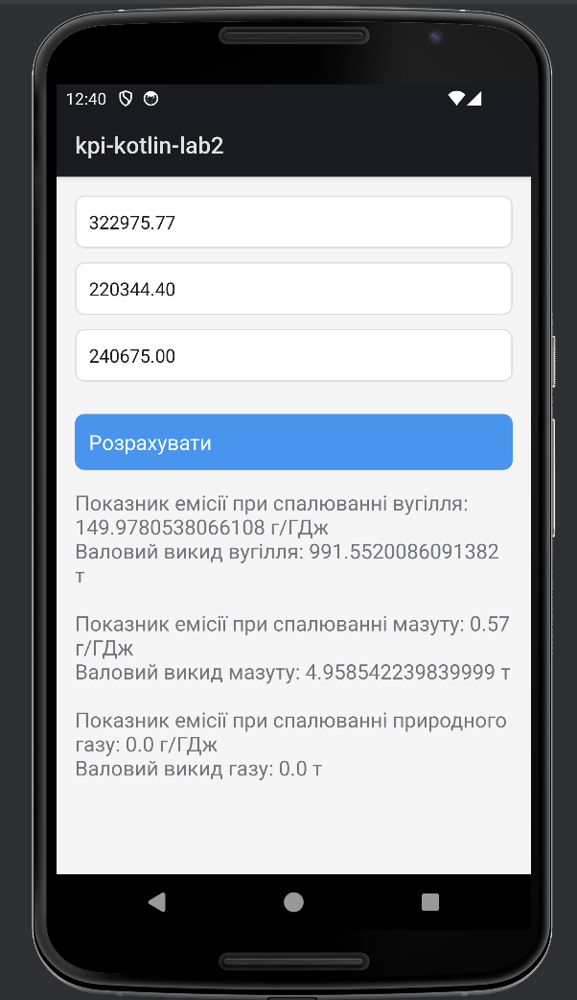 12:40
kpi-kotlin-lab2
322975.77
220344.40
240675.00
Розрахувати
Показник емісії при спалюванні вугілля:
149.9780538066108 г/ГДж
Валовий викид вугілля: 991.5520086091382
т
Показник емісії при спалюванні мазуту: 0.57
г/ГДж
Валовий викид мазуту: 4.958542239839999 т
Показник емісії при спалюванні природного
газу: 0.0 г/ГДж
Валовий викид газу: 0.0 т